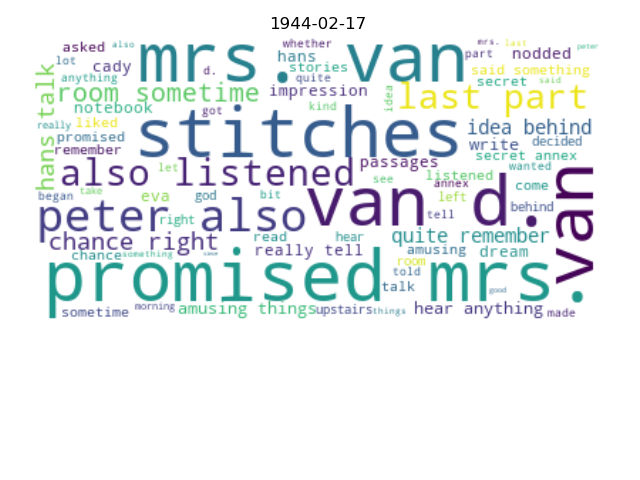 1944-02-17
asked also mrs. van whether mrs. last peter
lot cady d. hans part nodded
anything stories said something
room sometime quite impression secret said
hans talk notebook got kind idea last part
really liked stitches idea behind
promised write decided
remember secret annex
also listened passages wanted
began take let see listened annex come van
eva god bit van d. left behind
peter also right tell
chance right read hear quite remember
chance something really tell amusing dream
room told
promised mrs. talk good
save
sometime morning amusing things upstairs things hear anything made